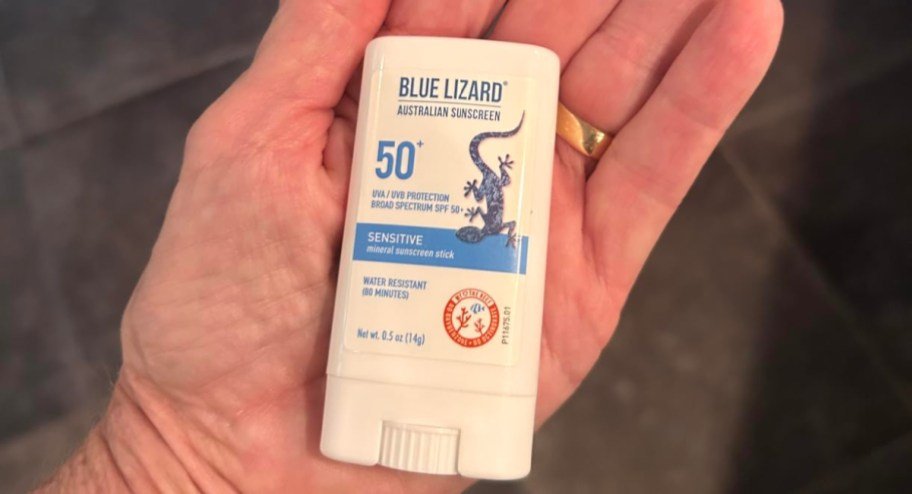 BLUE LIZARD®
AUSTRALIAN SUNSCREEN
50+
UVA / UVB PROTECTION
BROAD SPECTRUM SPF 50+
SENSITIVE
mineral sunscreen stick
WATER RESISTANT
(80 MINUTES)
Net wt. 0.5 oz (14g)
P11675.01